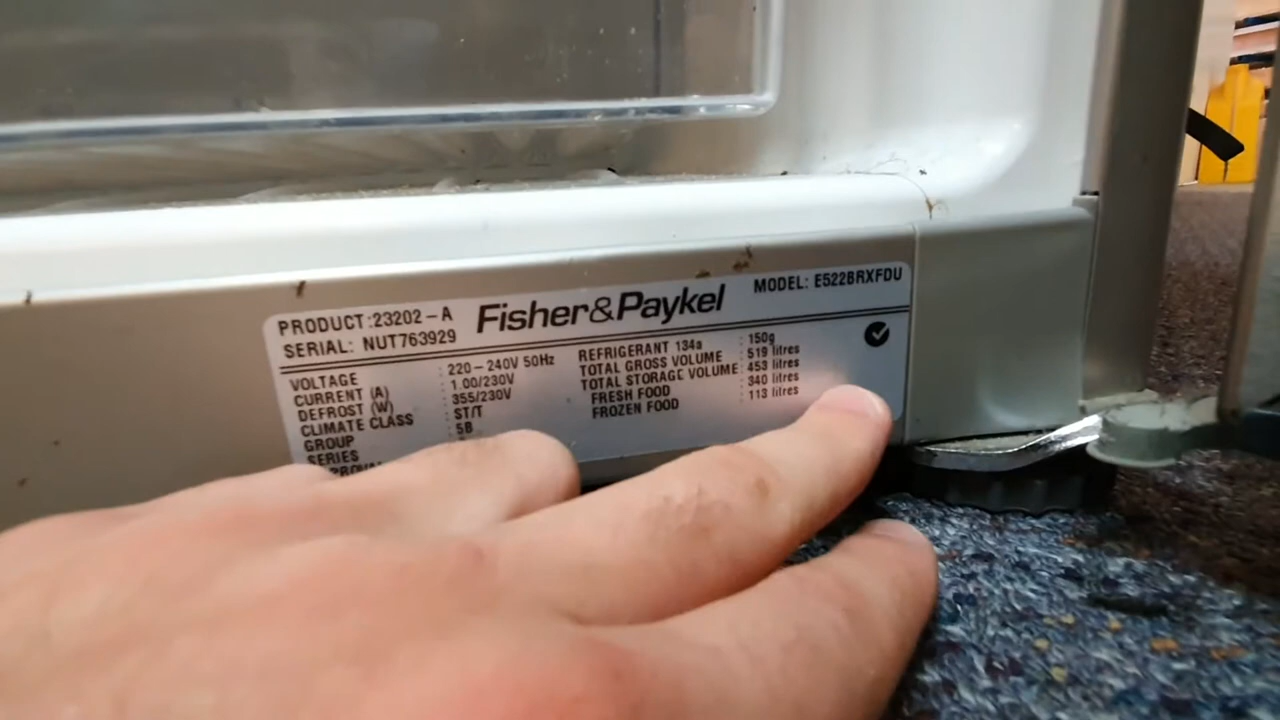 PRODUCT:23202-A
SERIAL: NUT763929
Fisher&Paykel
MODEL: E522BRXFDU
VOLTAGE : 220-240V 50Hz
CURRENT (A) : 1.00/230V
DEFROST (W) : 355/230V
CLIMATE CLASS : ST/T
GROUP : 5B
SERIES
REFRIGERANT 134a : 150g
TOTAL GROSS VOLUME : 519 litres
TOTAL STORAGE VOLUME : 453 litres
FRESH FOOD : 340 litres
FROZEN FOOD : 113 litres